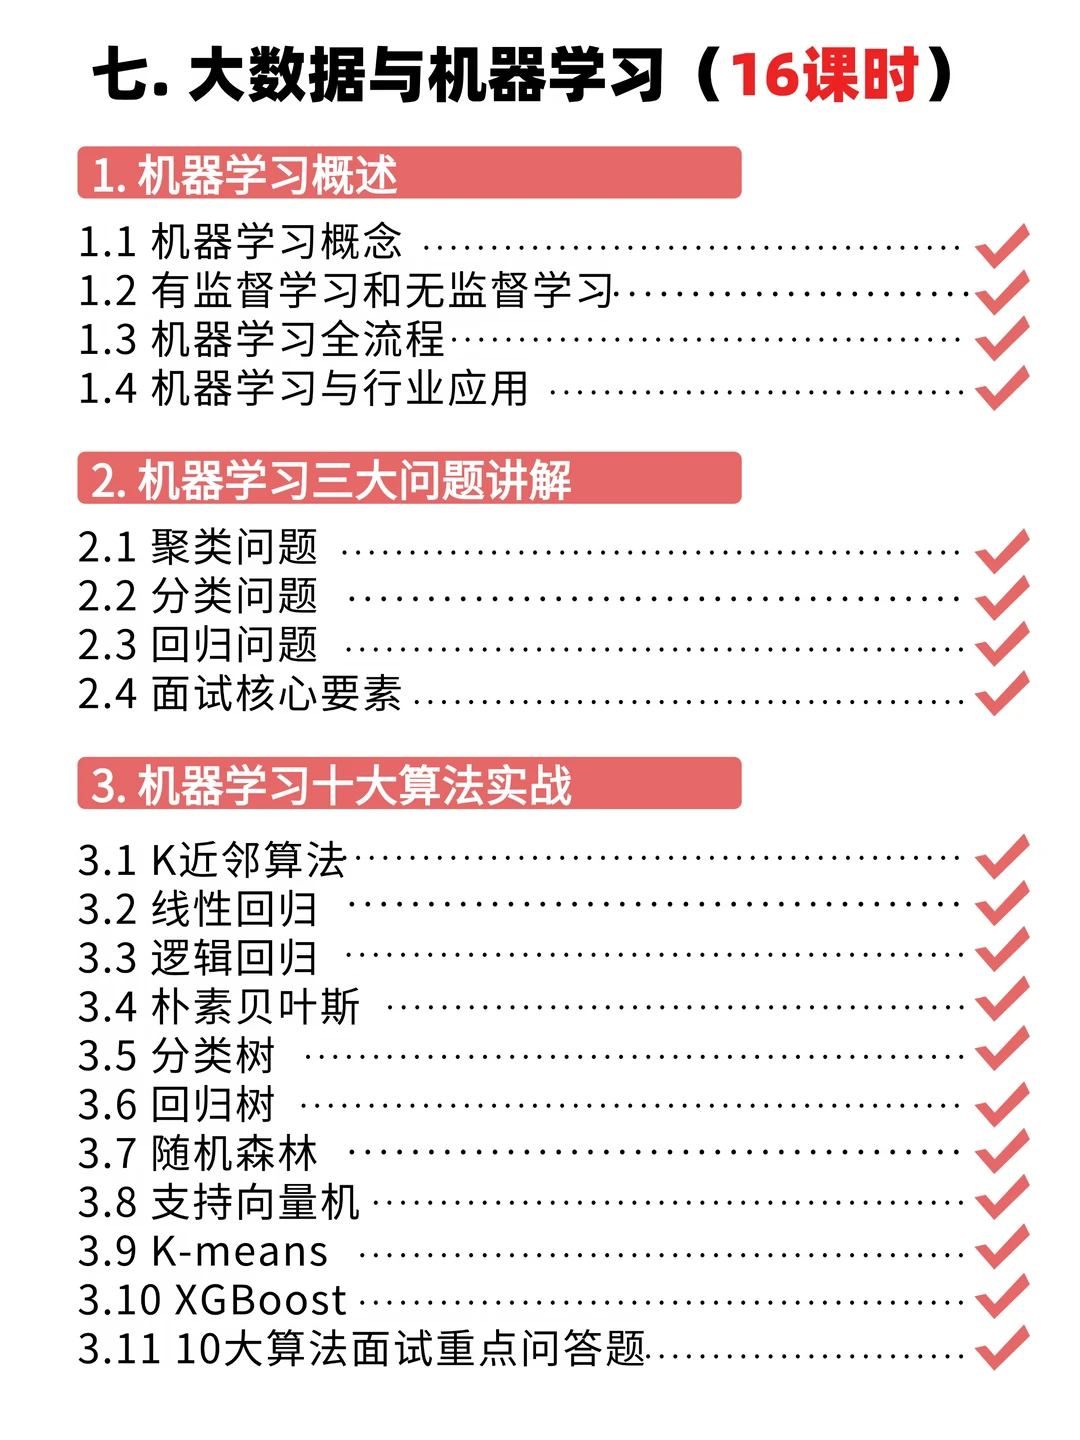 七. 大数据与机器学习（16课时）
1. 机器学习概述
1.1 机器学习概念
1.2 有监督学习和无监督学习
1.3 机器学习全流程
1.4 机器学习与行业应用
2. 机器学习三大问题讲解
2.1 聚类问题
2.2 分类问题
2.3 回归问题
2.4 面试核心要素
3. 机器学习十大算法实战
3.1 K近邻算法
3.2 线性回归
3.3 逻辑回归
3.4 朴素贝叶斯
3.5 分类树
3.6 回归树
3.7 随机森林
3.8 支持向量机
3.9 K-means
3.10 XGBoost
3.11 10大算法面试重点问答题